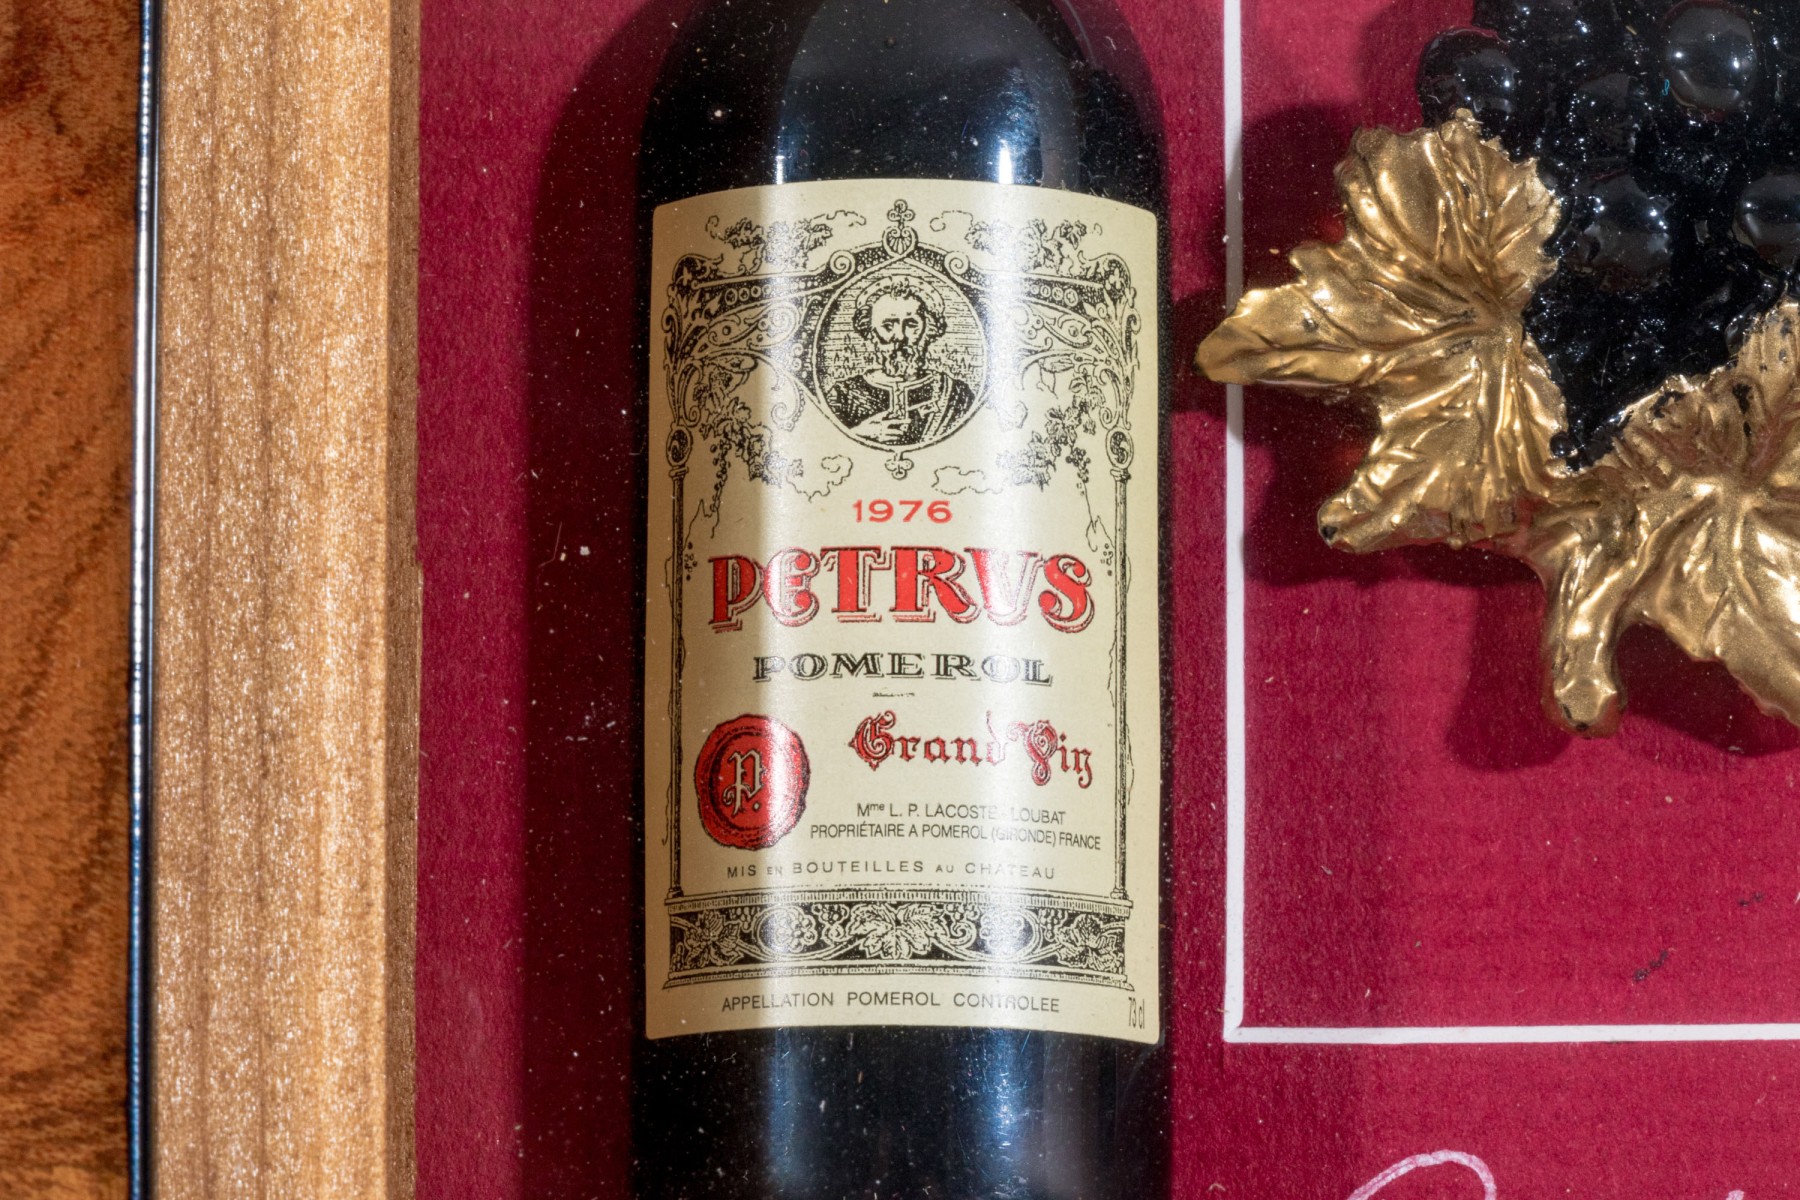 1976
PETRVS
POMEROL
Grand Vin
P.
Mme L. P. LACOSTE-LOUBAT
PROPRIÉTAIRE A POMEROL (GIRONDE) FRANCE
MIS EN BOUTEILLES AU CHATEAU
APPELLATION POMEROL CONTROLEE
73 cl